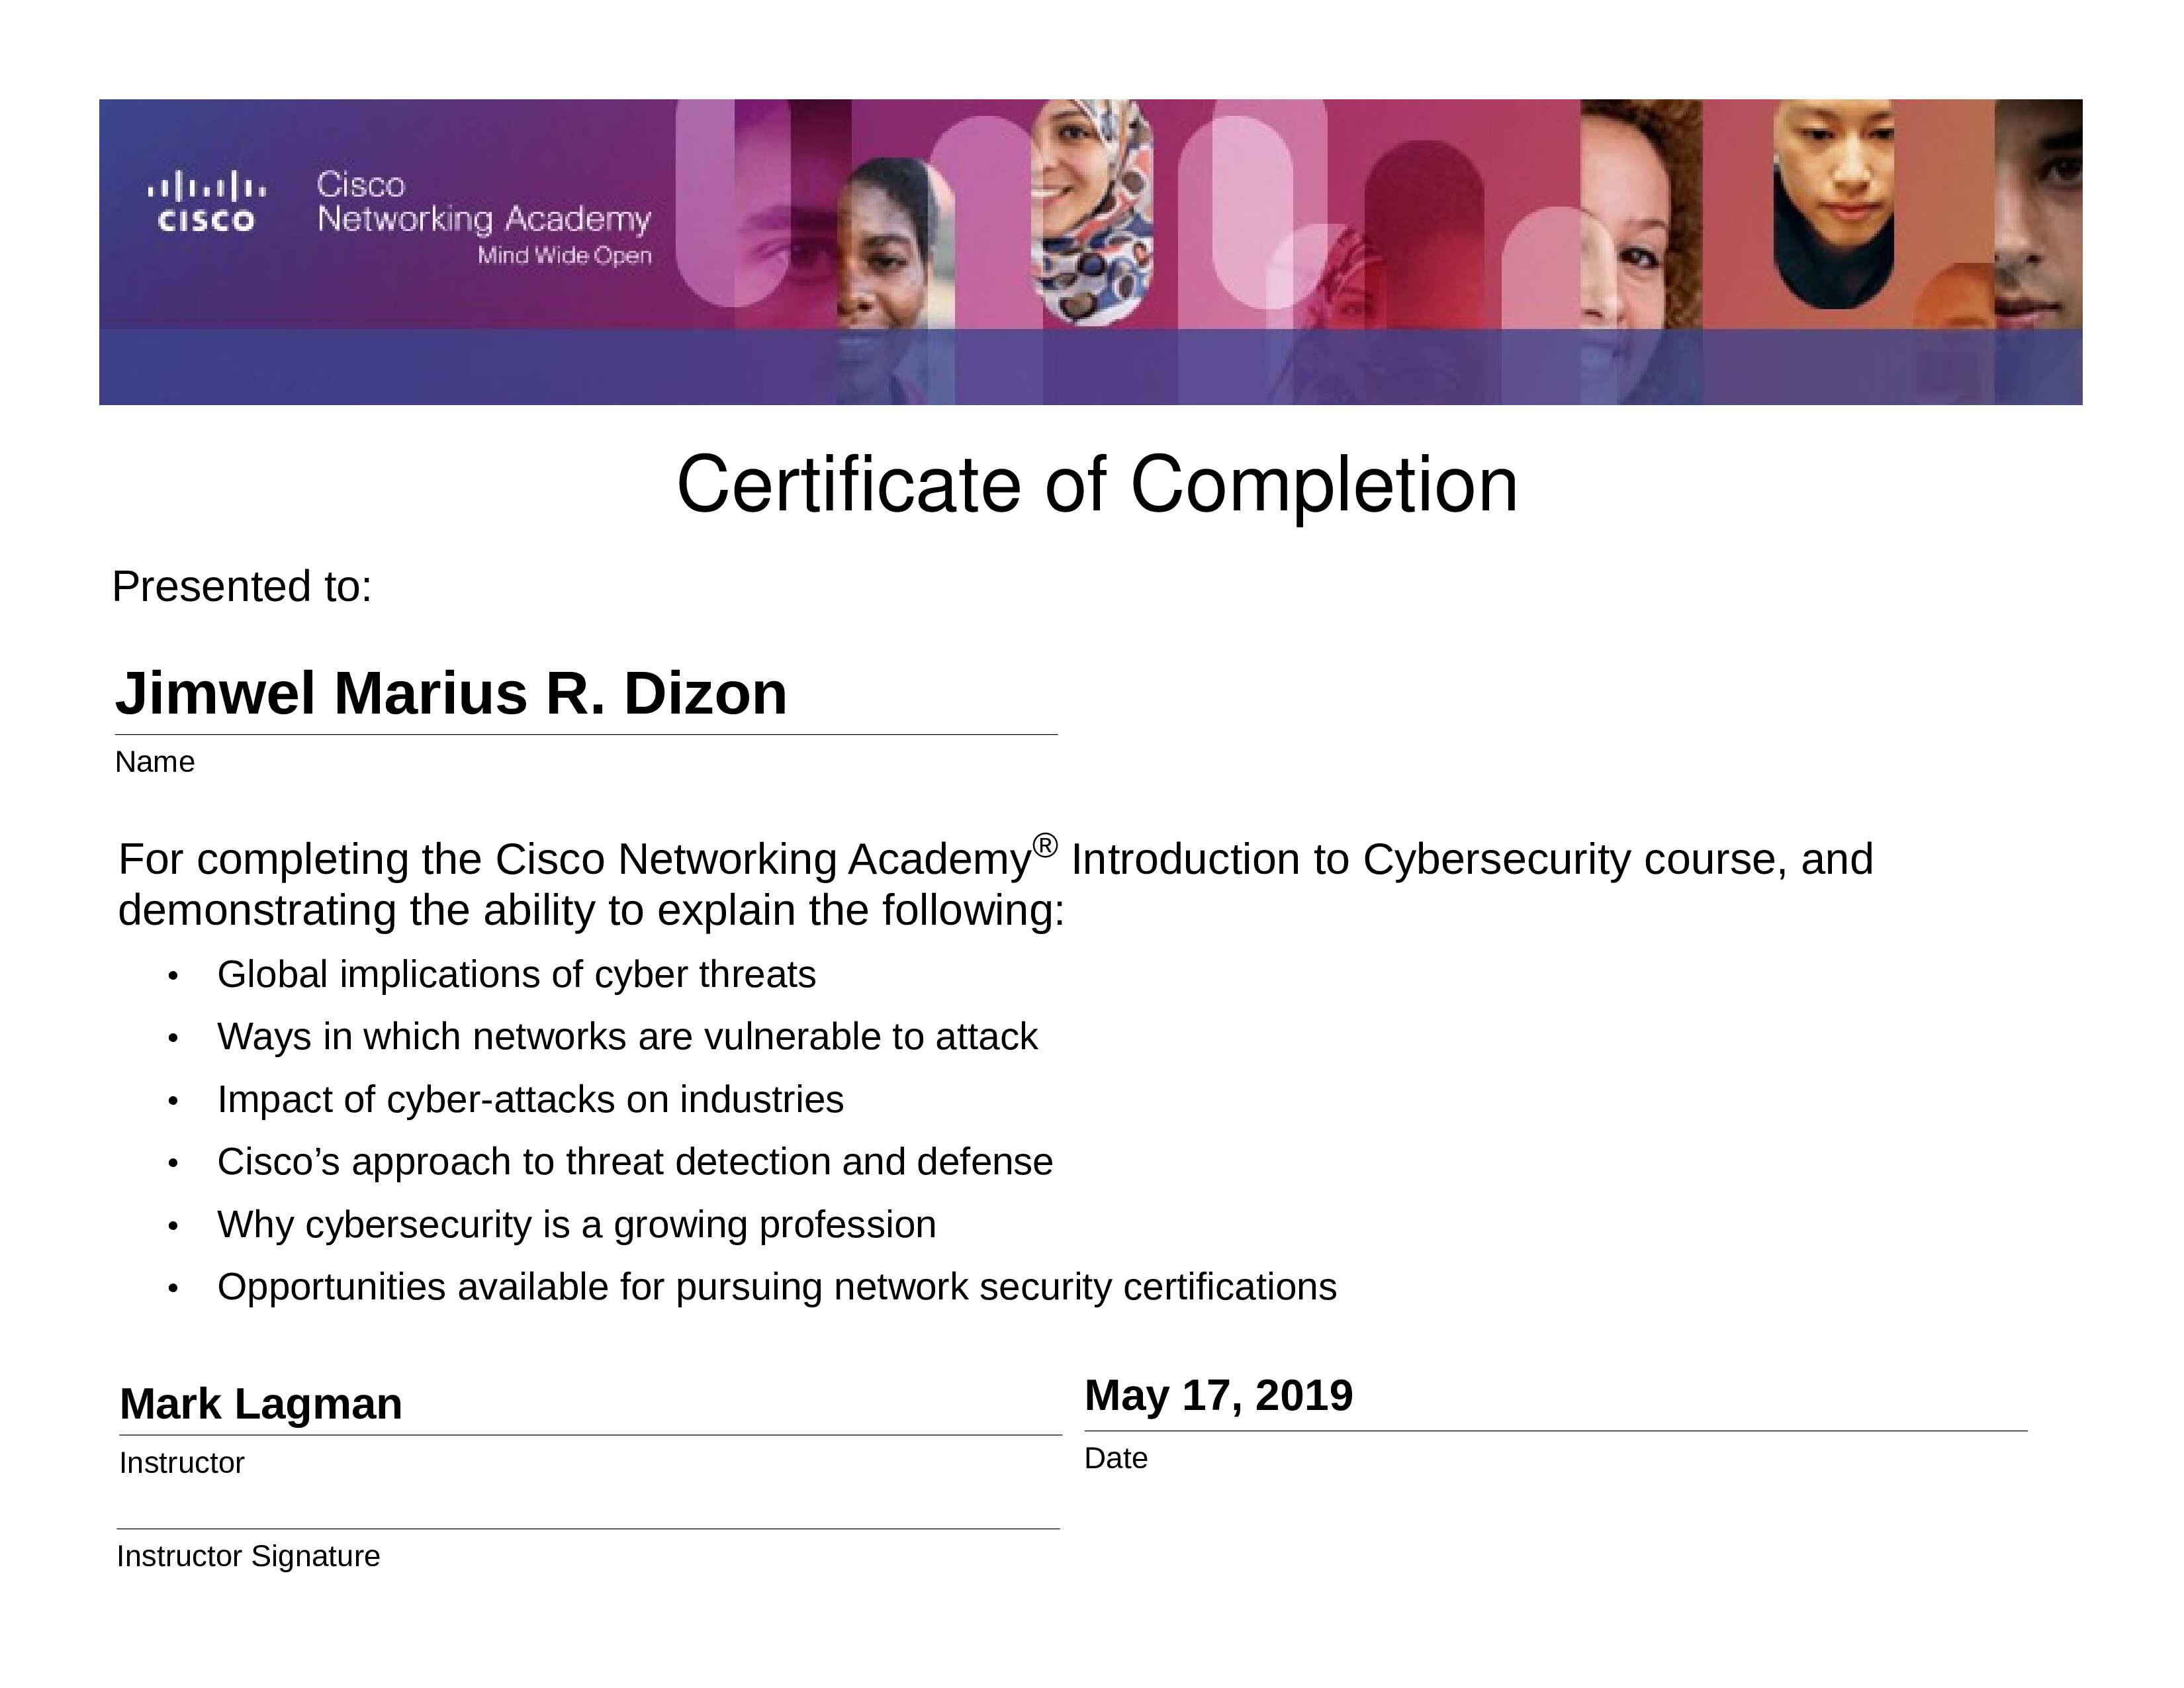 CISCO
Cisco
Networking Academy
Mind Wide Open
Certificate of Completion
Presented to:
Jimwel Marius R. Dizon
Name
For completing the Cisco Networking Academy® Introduction to Cybersecurity course, and
demonstrating the ability to explain the following:
• Global implications of cyber threats
• Ways in which networks are vulnerable to attack
• Impact of cyber-attacks on industries
• Cisco’s approach to threat detection and defense
• Why cybersecurity is a growing profession
• Opportunities available for pursuing network security certifications
Mark Lagman
Instructor
May 17, 2019
Date
Instructor Signature